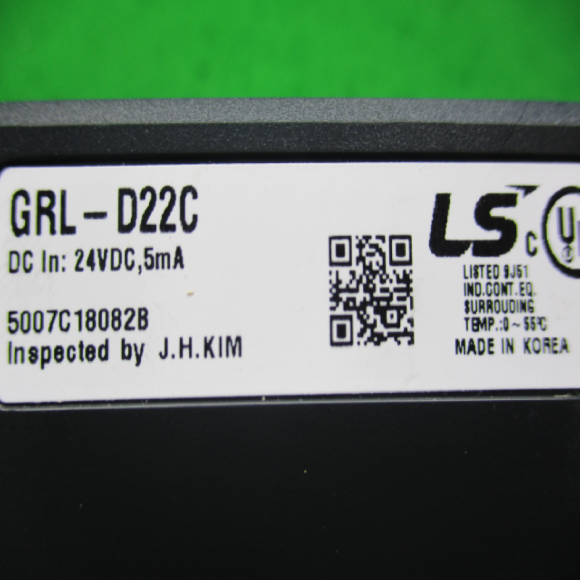 GRL-D22C
DC In: 24VDC,5mA
5007C18082B
Inspected by J.H.KIM
LS
C U
LISTED 9J51
IND.CONT.EQ.
SURROUDING
TEMP.:0~55℃
MADE IN KOREA